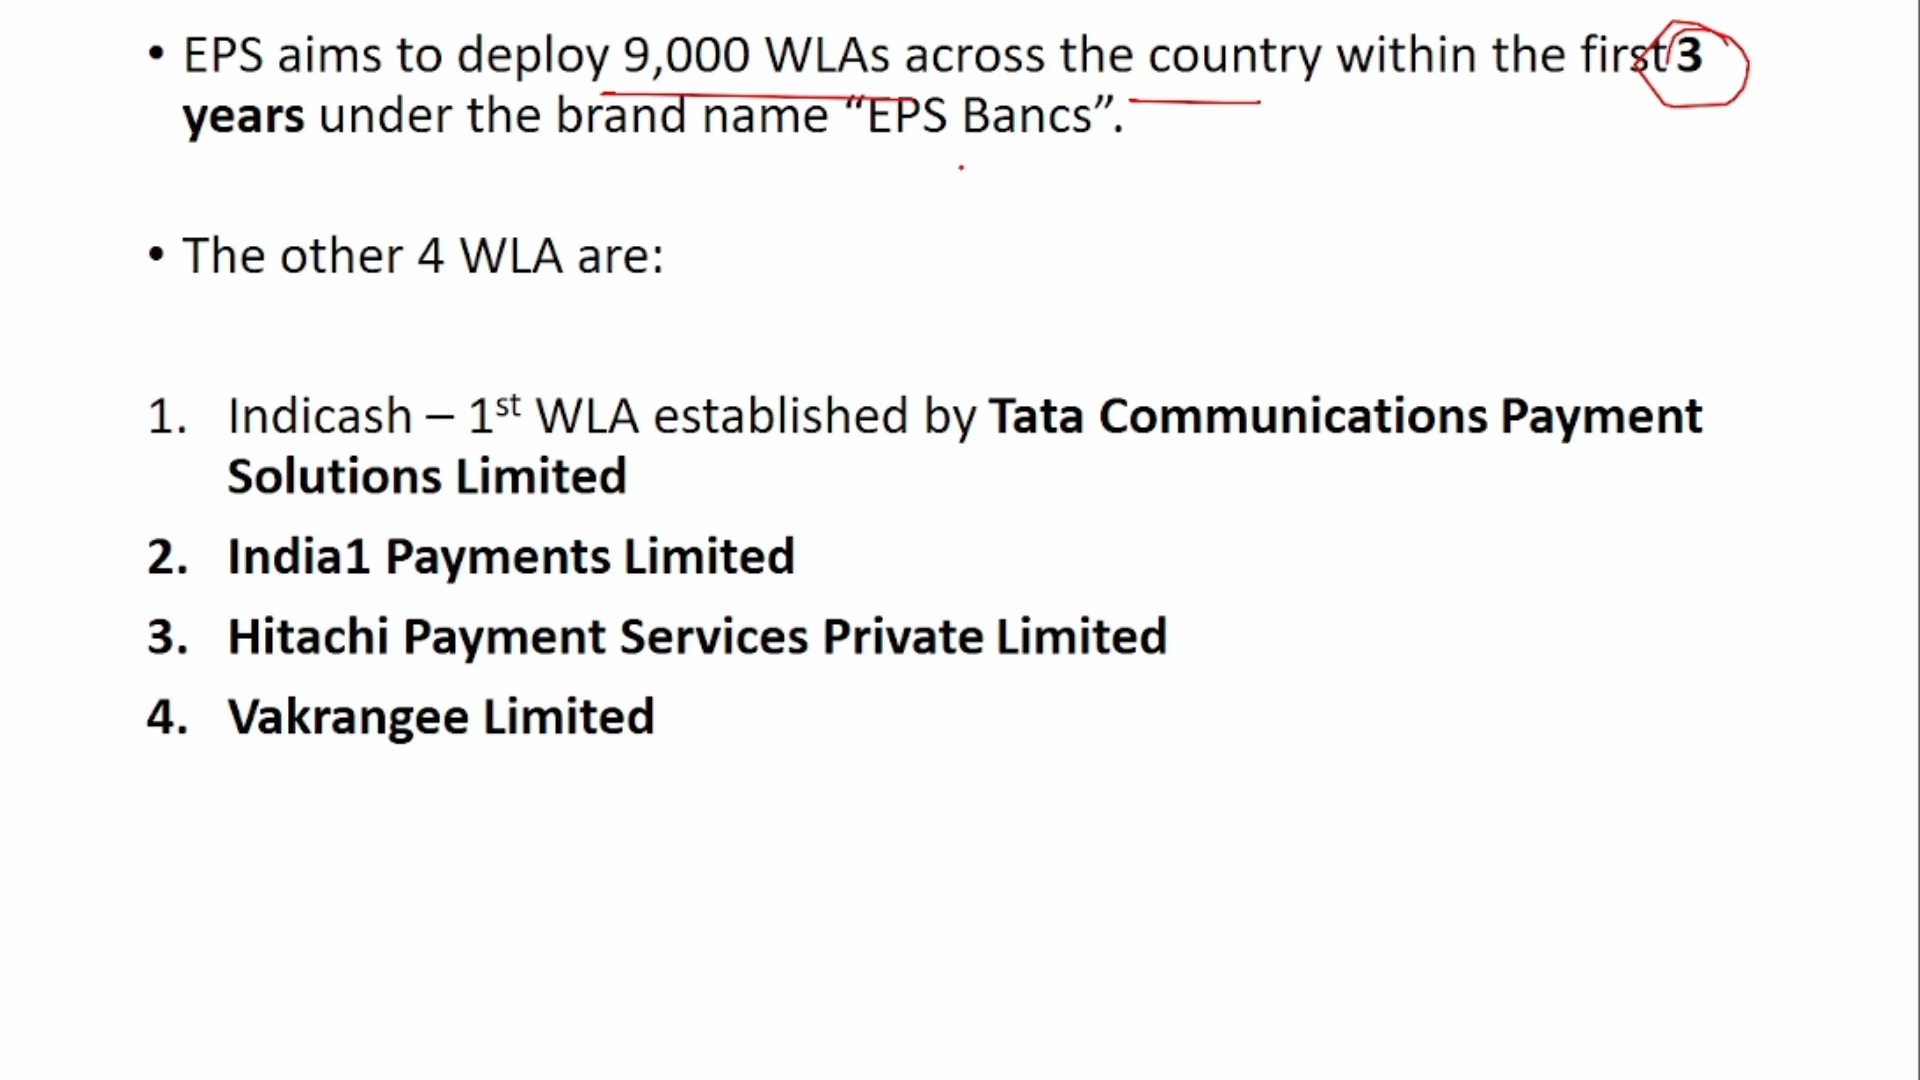 • EPS aims to deploy 9,000 WLAs across the country within the first 3
years under the brand name “EPS Bancs”.
• The other 4 WLA are:
1. Indicash – 1st WLA established by Tata Communications Payment
Solutions Limited
2. India1 Payments Limited
3. Hitachi Payment Services Private Limited
4. Vakrangee Limited